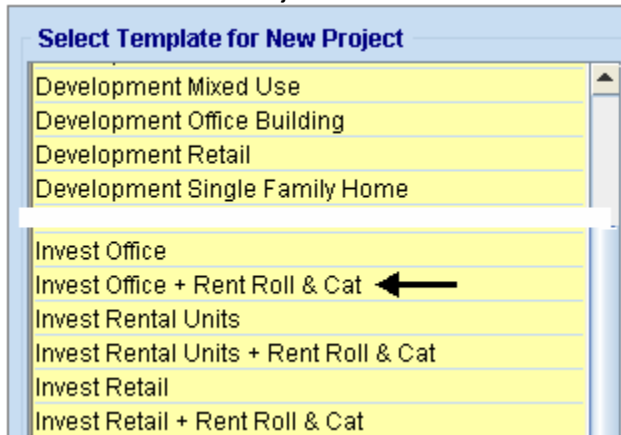 Select Template for New Project
Development Mixed Use
Development Office Building
Development Retail
Development Single Family Home
Invest Office
Invest Office + Rent Roll & Cat
Invest Rental Units
Invest Rental Units + Rent Roll & Cat
Invest Retail
Invest Retail + Rent Roll & Cat